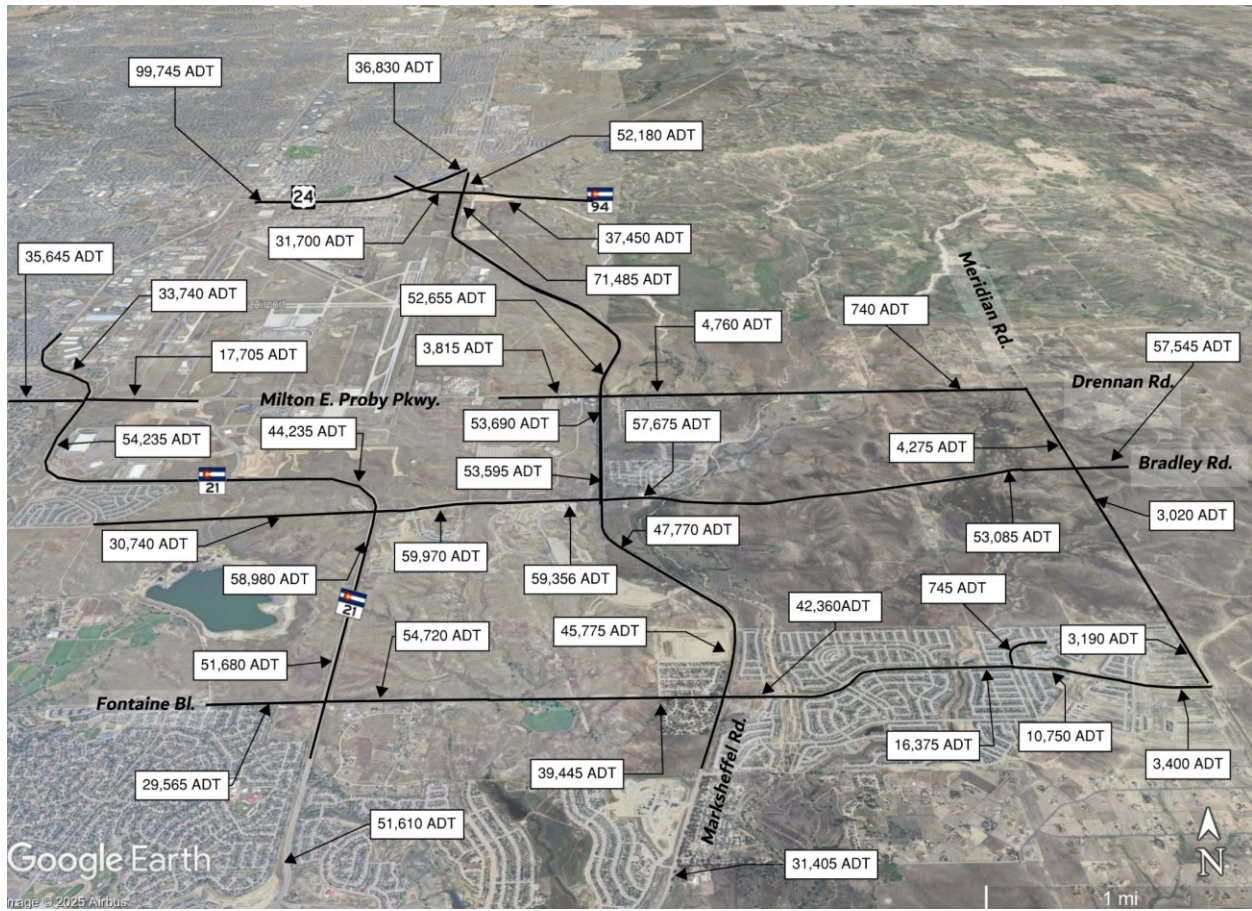 36,830 ADT
99,745 ADT
52,180 ADT
24
94
31,700 ADT
37,450 ADT
35,645 ADT
71,485 ADT
33,740 ADT
52,655 ADT
Meridian Rd.
740 ADT
4,760 ADT
17,705 ADT
3,815 ADT
57,545 ADT
Drennan Rd.
Milton E. Proby Pkwy.
53,690 ADT
57,675 ADT
44,235 ADT
54,235 ADT
4,275 ADT
Bradley Rd.
53,595 ADT
21
3,020 ADT
47,770 ADT
53,085 ADT
30,740 ADT
59,970 ADT
59,356 ADT
58,980 ADT
745 ADT
21
42,360ADT
54,720 ADT
45,775 ADT
3,190 ADT
51,680 ADT
Fontaine Bl.
16,375 ADT
10,750 ADT
3,400 ADT
39,445 ADT
29,565 ADT
Marksheffel Rd.
51,610 ADT
31,405 ADT
N
Google Earth
1 mi
mage © 2025 Airbus